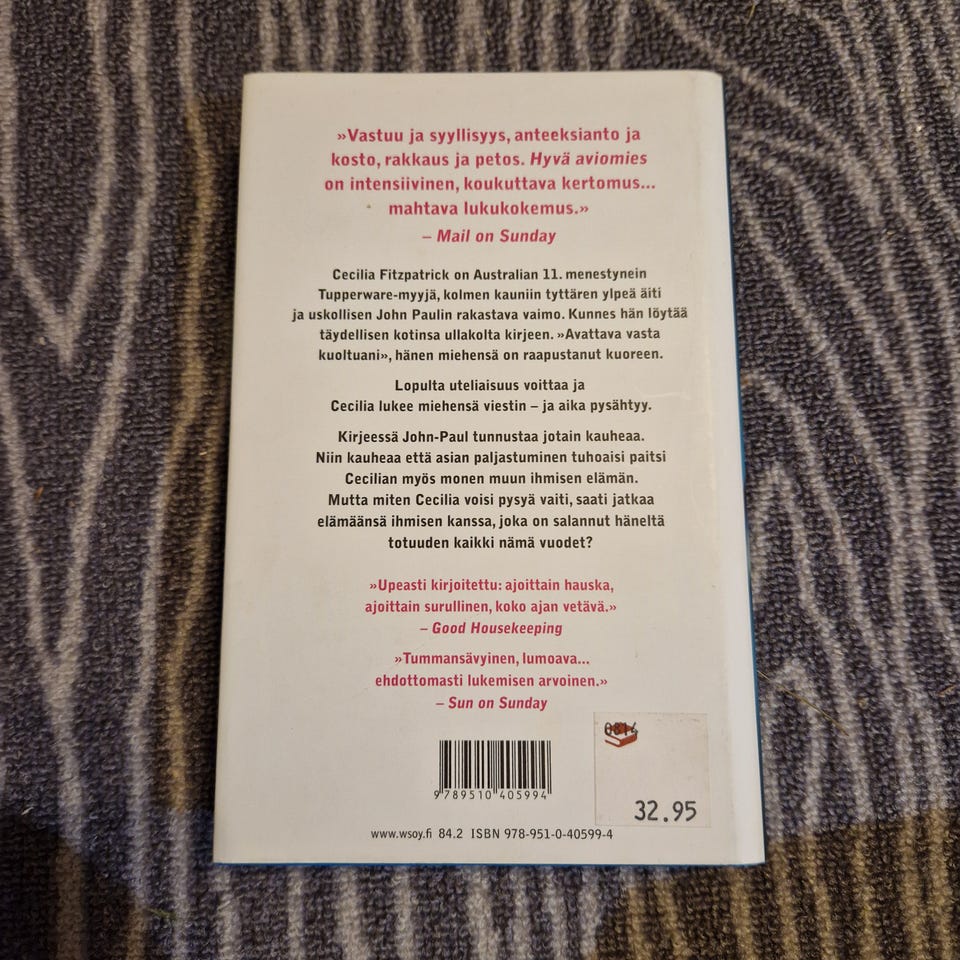 »Vastuu ja syyllisyys, anteeksianto ja
kosto, rakkaus ja petos. Hyvä aviomies
on intensiivinen, koukuttava kertomus...
mahtava lukukokemus.»
– Mail on Sunday
Cecilia Fitzpatrick on Australian 11. menestynein
Tupperware-myyjä, kolmen kauniin tyttären ylpeä äiti
ja uskollisen John Paulin rakastava vaimo. Kunnes hän löytää
täydellisen kotinsa ullakolta kirjeen. »Avattava vasta
kuoltuani», hänen miehensä on raapustanut kuoreen.
Lopulta uteliaisuus voittaa ja
Cecilia lukee miehensä viestin – ja aika pysähtyy.
Kirjeessä John-Paul tunnustaa jotain kauheaa.
Niin kauheaa että asian paljastuminen tuhoaisi paitsi
Cecilian myös monen muun ihmisen elämän.
Mutta miten Cecilia voisi pysyä vaiti, saati jatkaa
elämäänsä ihmisen kanssa, joka on salannut häneltä
totuuden kaikki nämä vuodet?
»Upeasti kirjoitettu: ajoittain hauska,
ajoittain surullinen, koko ajan vetävä.»
– Good Housekeeping
»Tummansävyinen, lumoava...
ehdottomasti lukemisen arvoinen.»
– Sun on Sunday
0814
32.95
9789510405994
www.wsoy.fi 84.2 ISBN 978-951-0-40599-4